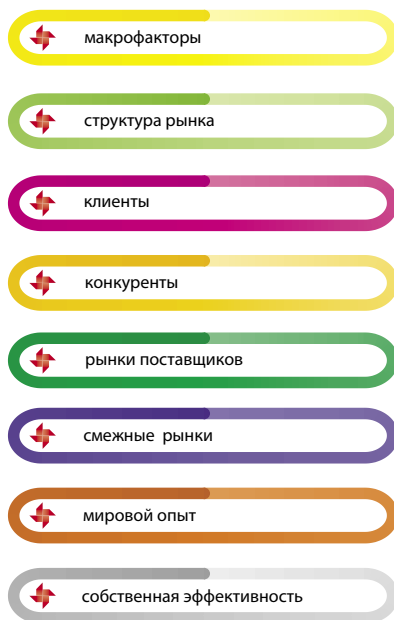 макрофакторы
структура рынка
клиенты
конкуренты
рынки поставщиков
смежные рынки
мировой опыт
собственная эффективность